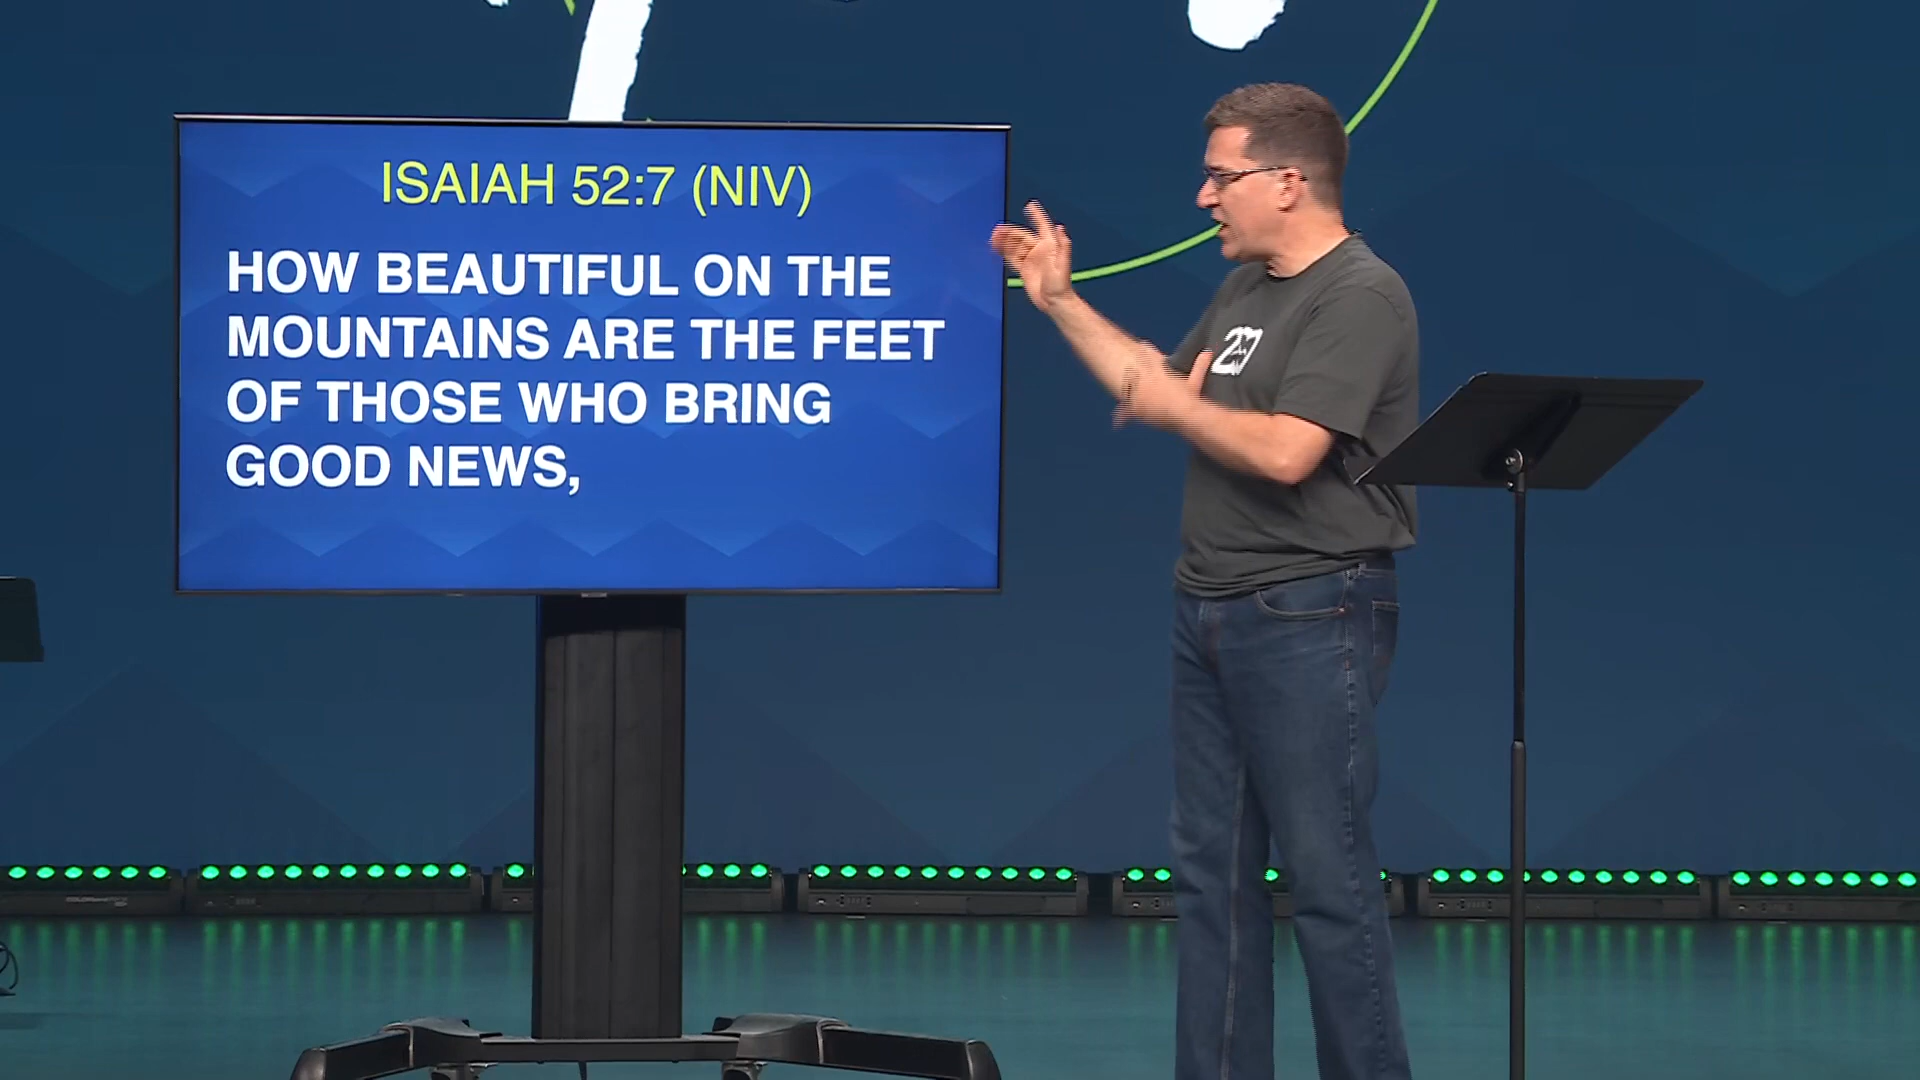 ISAIAH 52:7 (NIV)
HOW BEAUTIFUL ON THE
MOUNTAINS ARE THE FEET
OF THOSE WHO BRING
GOOD NEWS,